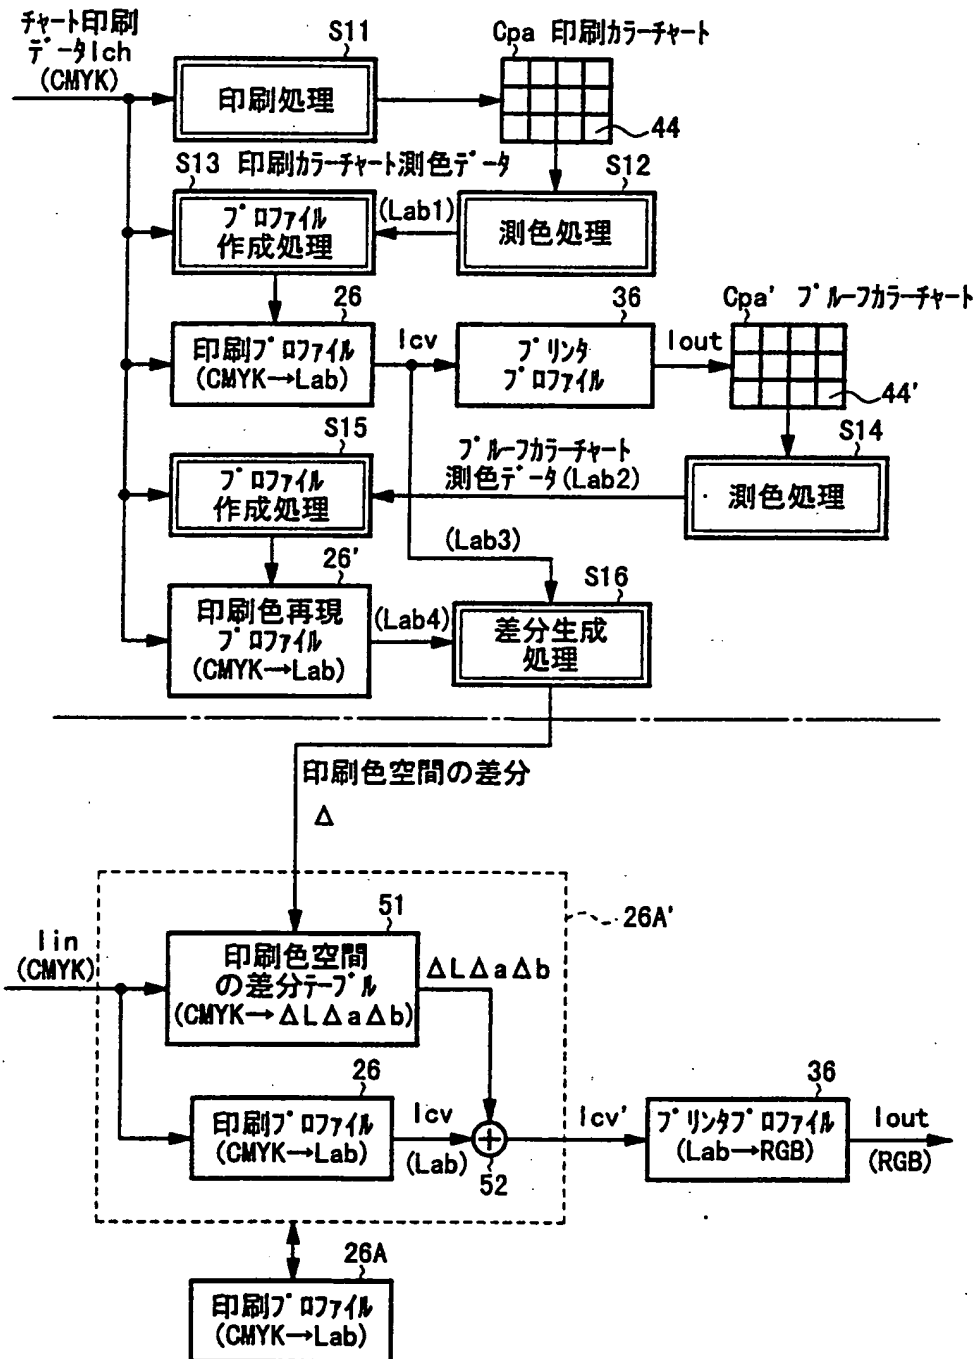 チャート印刷
データIch
(CMYK)
S11
印刷処理
Cpa 印刷カラーチャート
44
S13 印刷カラーチャート測色データ
(Lab1)
S12
プロファイル
作成処理
測色処理
26
印刷プロファイル
(CMYK→Lab)
Icv
36
プリンタ
プロファイル
Iout
Cpa' プルーフカラーチャート
44'
S15
プロファイル
作成処理
プルーフカラーチャート
測色データ(Lab2)
S14
測色処理
(Lab3)
26'
印刷色再現
プロファイル
(CMYK→Lab)
(Lab4)
S16
差分生成
処理
印刷色空間の差分
Δ
51
26A'
Iin
(CMYK)
印刷色空間
の差分テーブル
(CMYK→ΔLΔaΔb)
ΔLΔaΔb
26
印刷プロファイル
(CMYK→Lab)
Icv
(Lab)
52
Icv'
36
プリンタプロファイル
(Lab→RGB)
Iout
(RGB)
26A
印刷プロファイル
(CMYK→Lab)